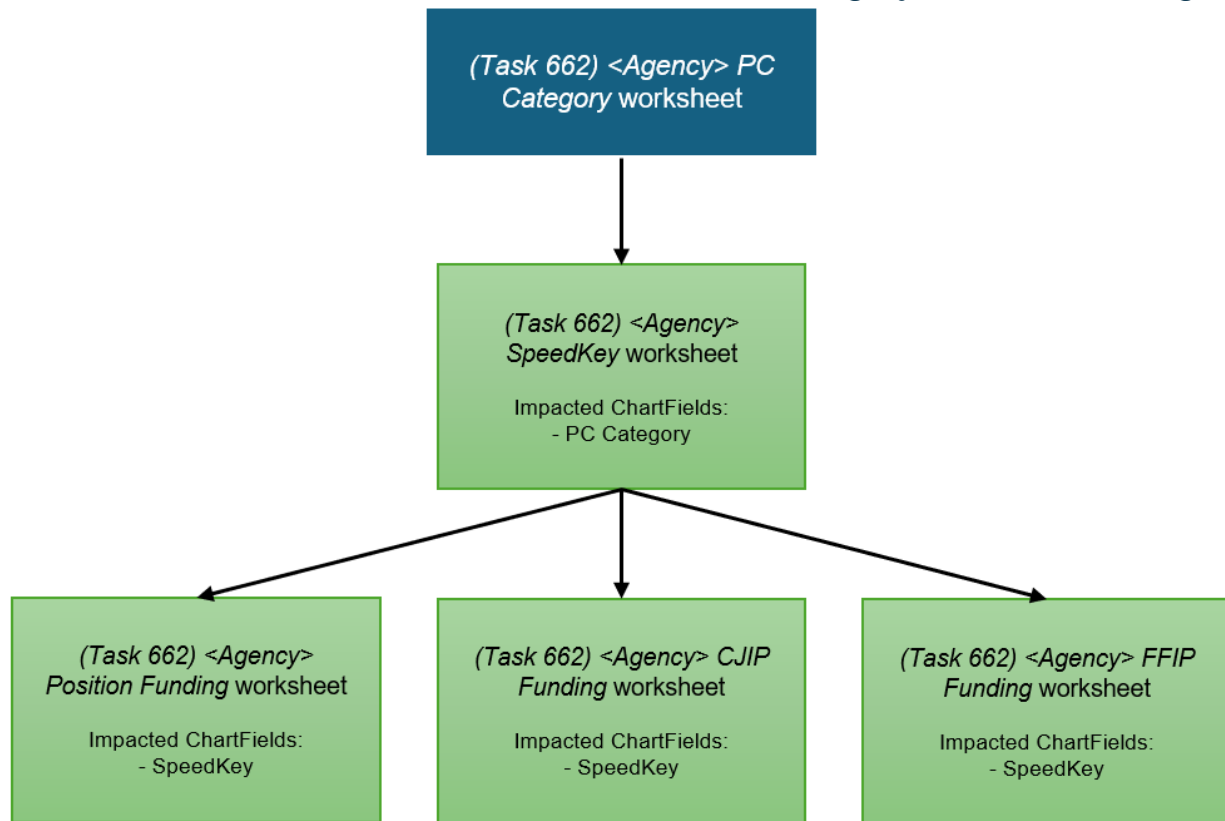 (Task 662) <Agency> PC
Category worksheet
(Task 662) <Agency>
SpeedKey worksheet
Impacted ChartFields:
- PC Category
(Task 662) <Agency>
Position Funding worksheet
Impacted ChartFields:
- SpeedKey
(Task 662) <Agency> CJIP
Funding worksheet
Impacted ChartFields:
- SpeedKey
(Task 662) <Agency> FFIP
Funding worksheet
Impacted ChartFields:
- SpeedKey